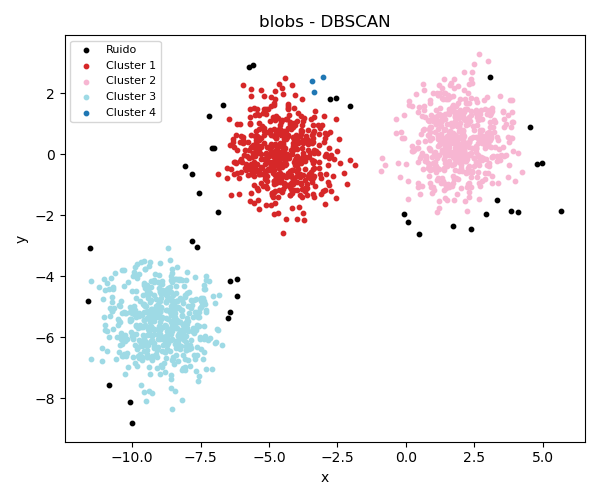 blobs - DBSCAN
Ruido
Cluster 1
Cluster 2
Cluster 3
Cluster 4
y
2
0
−2
−4
−6
−8
−10.0 −7.5 −5.0 −2.5 0.0 2.5 5.0
x